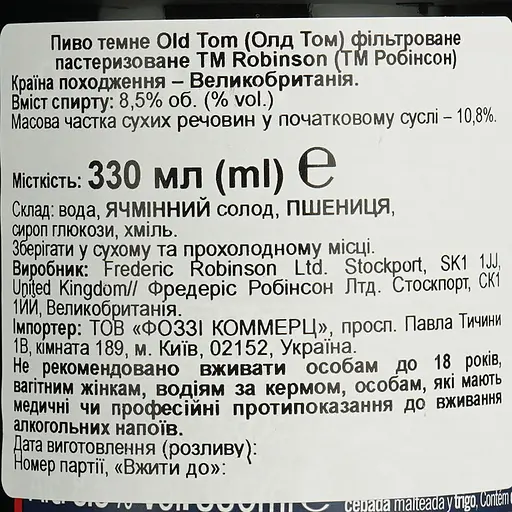 Пиво темне Old Tom (Олд Том) фільтроване
пастеризоване ТМ Robinson (ТМ Робінсон)
Країна походження – Великобританія.
Вміст спирту: 8,5% об. (% vol.)
Масова частка сухих речовин у початковому суслі – 10,8%.
Місткість: 330 мл (ml) e
Склад: вода, ЯЧМІННИЙ солод, ПШЕНИЦЯ,
сироп глюкози, хміль.
Зберігати у сухому та прохолодному місці.
Виробник: Frederic Robinson Ltd. Stockport, SK1 1JJ,
United Kingdom// Фредеріс Робінсон Лтд. Стоспорт, СК1
1ИЙ, Великобританія.
Імпортер: ТОВ «ФОЗЗІ КОММЕРЦ», просп. Павла Тичини
1В, кімната 189, м. Київ, 02152, Україна.
Не рекомендовано вживати особам до 18 років,
вагітним жінкам, водіям за кермом, особам, які мають
медичні чи професійні протипоказання до вживання
алкогольних напоїв.
Дата виготовлення (розливу):
Номер партії, «Вжити до»:
cebada malteada y trigo,